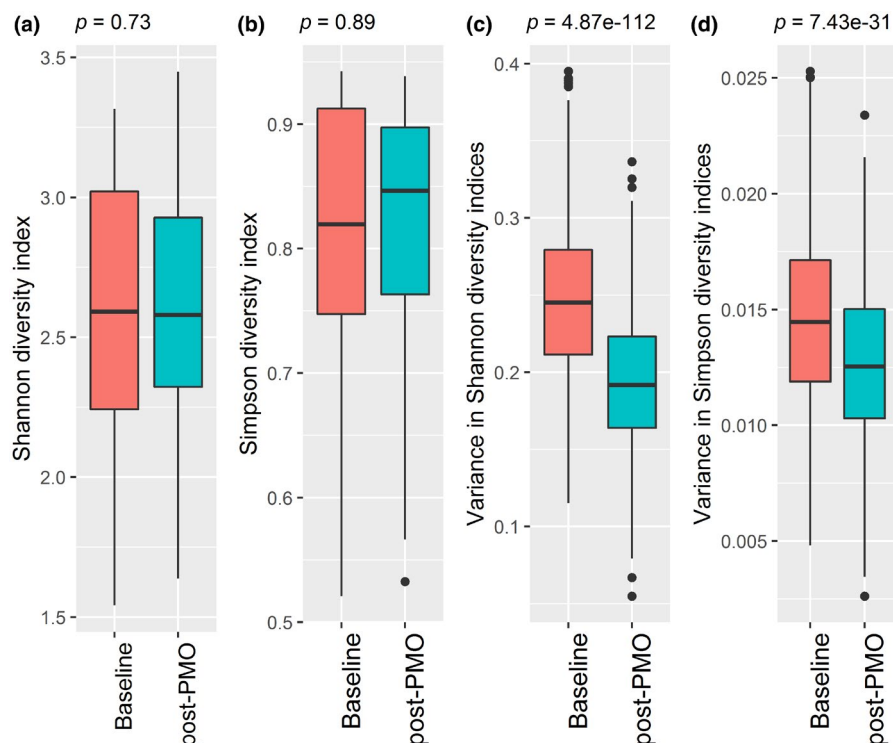 (a) p = 0.73
Shannon diversity index
3.5
3.0
2.5
2.0
1.5
Baseline
post-PMO
(b) p = 0.89
Simpson diversity index
0.9
0.8
0.7
0.6
0.5
Baseline
post-PMO
(c) p = 4.87e-112
Variance in Shannon diversity indices
0.4
0.3
0.2
0.1
Baseline
post-PMO
(d) p = 7.43e-31
Variance in Simpson diversity indices
0.025
0.020
0.015
0.010
0.005
Baseline
post-PMO